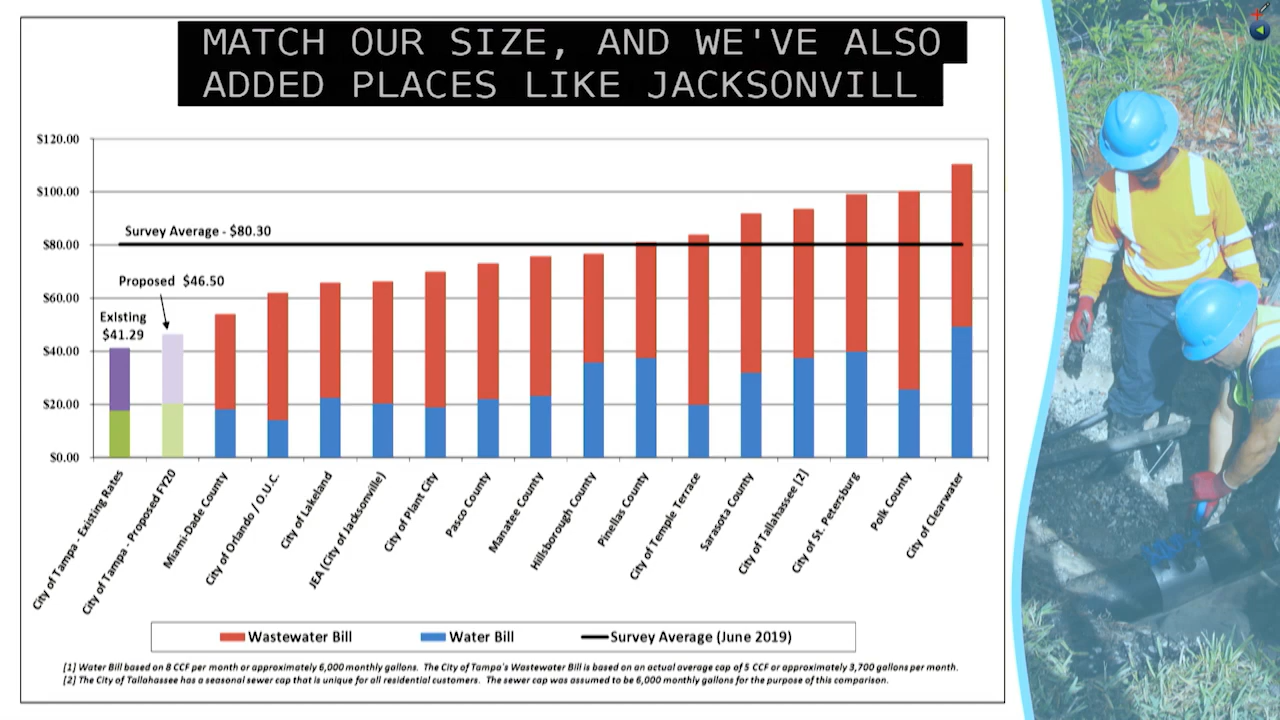 MATCH OUR SIZE, AND WE'VE ALSO
ADDED PLACES LIKE JACKSONVILL
$120.00
$100.00
$80.00
$60.00
$40.00
$20.00
$0.00
Survey Average - $80.30
Proposed $46.50
Existing
$41.29
City of Tampa - Existing Rates
City of Tampa - Proposed FY20
Miami-Dade County
City of Orlando / O.U.C.
City of Lakeland
JEA (City of Jacksonville)
City of Plant City
Pasco County
Manatee County
Hillsborough County
Pinellas County
City of Temple Terrace
Sarasota County
City of Tallahassee [2]
City of St. Petersburg
Polk County
City of Clearwater
Wastewater Bill
Water Bill
Survey Average (June 2019)
[1] Water Bill based on 8 CCF per month or approximately 6,000 monthly gallons. The City of Tampa's Wastewater Bill is based on an actual average cap of 5 CCF or approximately 3,700 gallons per month.
[2] The City of Tallahassee has a seasonal sewer cap that is unique for all residential customers. The sewer cap was assumed to be 6,000 monthly gallons for the purpose of this comparison.